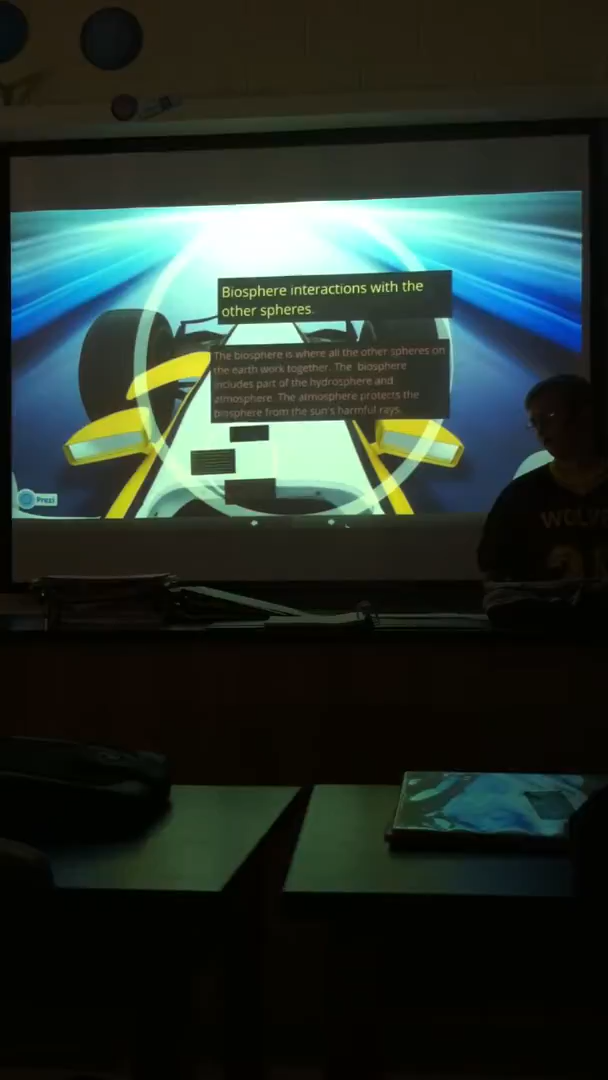 Biosphere interactions with the
other spheres.
The biosphere is where all the other spheres on
the earth work together. The biosphere
includes part of the hydrosphere and
atmosphere. The atmosphere protects the
biosphere from the sun's harmful rays.
Prezi